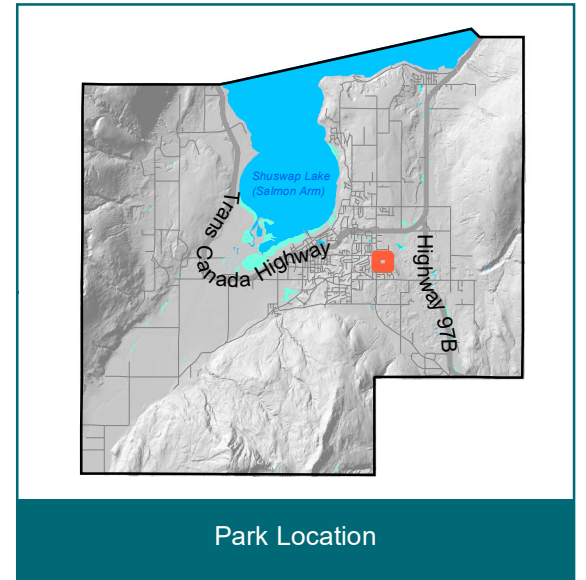 Shuswap Lake
(Salmon Arm)
Trans Canada Highway
Highway 97B
Park Location